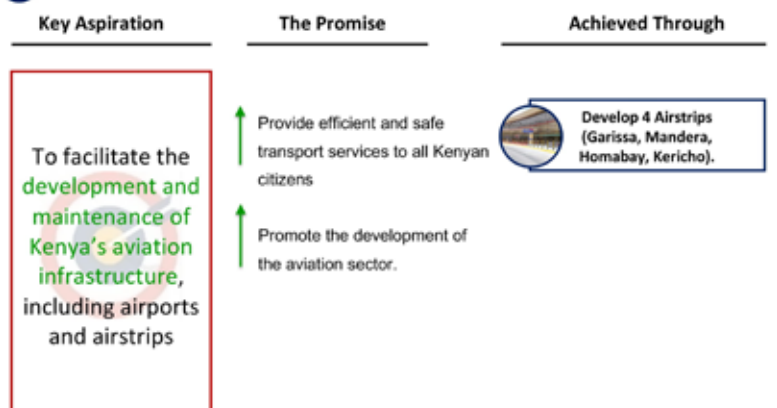 Key Aspiration
The Promise
Achieved Through
To facilitate the
development and
maintenance of
Kenya's aviation
infrastructure,
including airports
and airstrips
Provide efficient and safe
transport services to all Kenyan
citizens
Promote the development of
the aviation sector.
Develop 4 Airstrips
(Garissa, Mandera,
Homabay, Kericho).